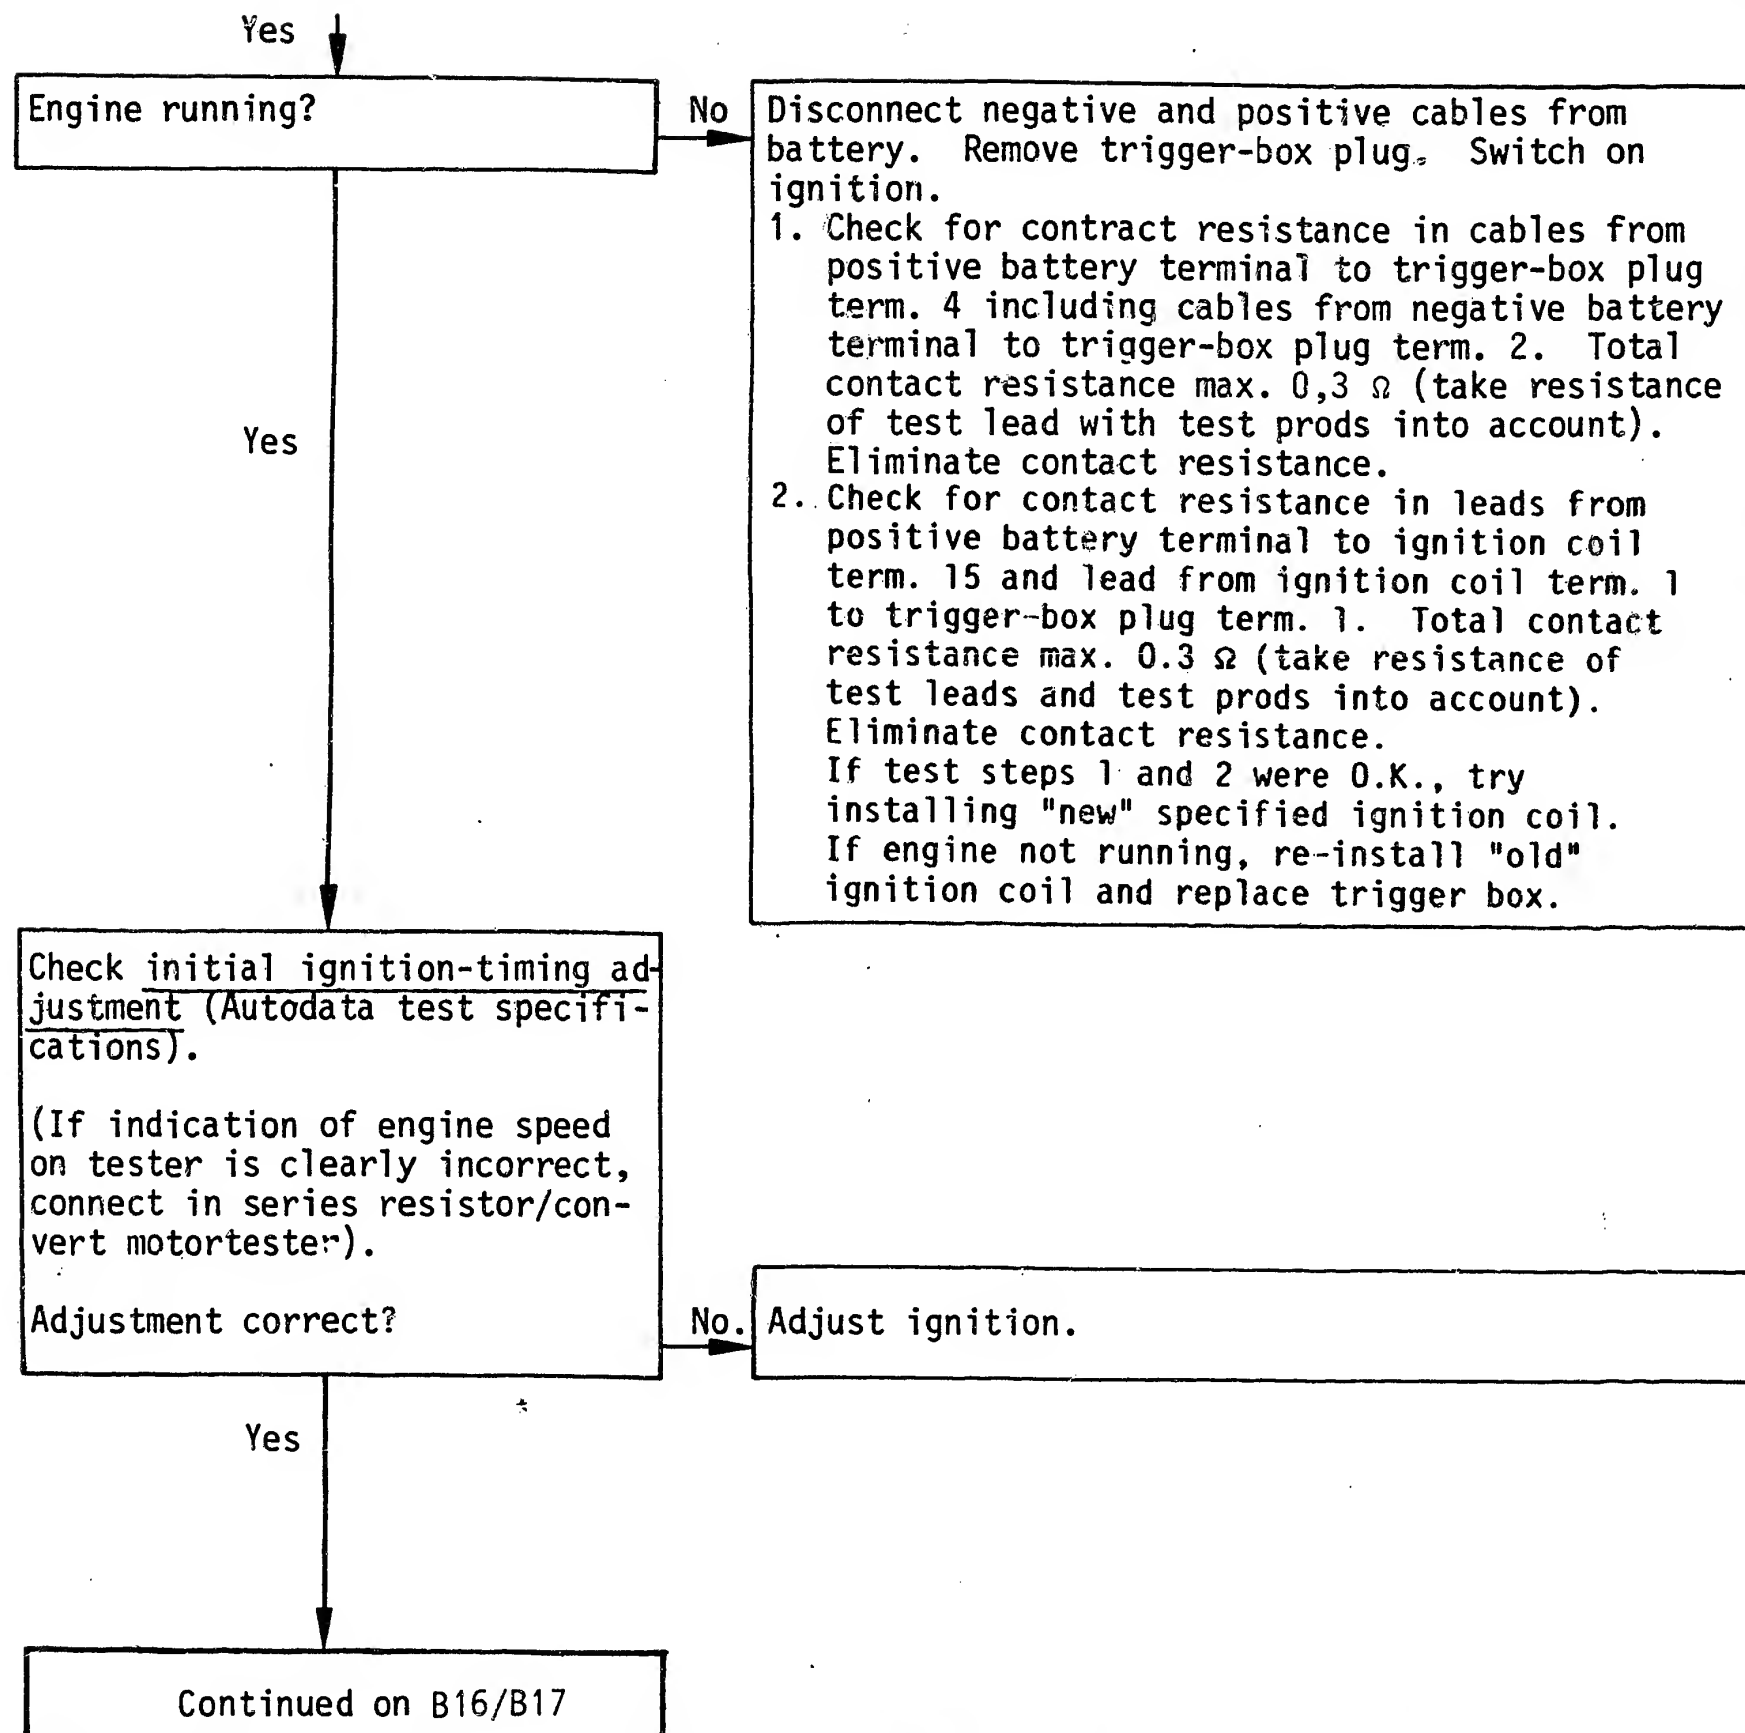 Yes
Engine running?
No
Disconnect negative and positive cables from
battery. Remove trigger-box plug. Switch on
ignition.
1. Check for contract resistance in cables from
positive battery terminal to trigger-box plug
term. 4 including cables from negative battery
terminal to trigger-box plug term. 2. Total
contact resistance max. 0,3 Ω (take resistance
of test lead with test prods into account).
Eliminate contact resistance.
2. Check for contact resistance in leads from
positive battery terminal to ignition coil
term. 15 and lead from ignition coil term. 1
to trigger-box plug term. 1. Total contact
resistance max. 0.3 Ω (take resistance of
test leads and test prods into account).
Eliminate contact resistance.
If test steps 1 and 2 were O.K., try
installing "new" specified ignition coil.
If engine not running, re-install "old"
ignition coil and replace trigger box.
Yes
Check initial ignition-timing ad-
justment (Autodata test specifi-
cations).
(If indication of engine speed
on tester is clearly incorrect,
connect in series resistor/con-
vert motortester).
Adjustment correct?
No.
Adjust ignition.
Yes
Continued on B16/B17